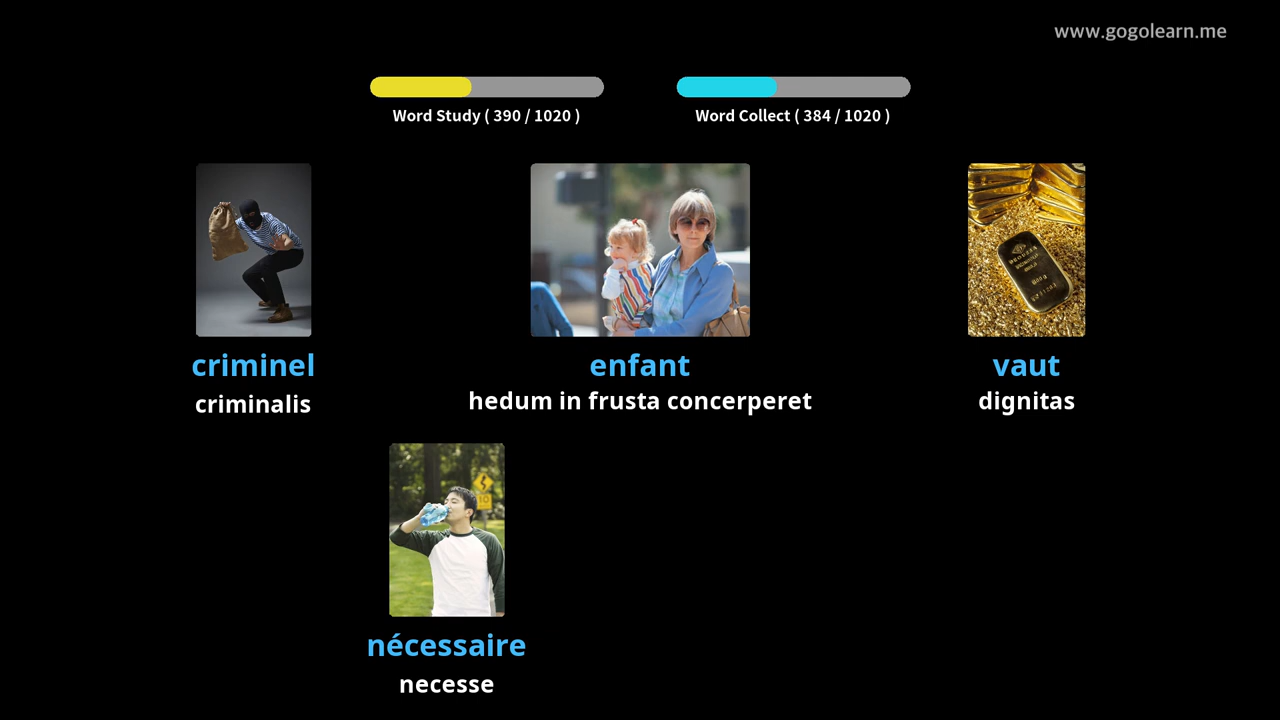 www.gogolearn.me
Word Study ( 390 / 1020 )
Word Collect ( 384 / 1020 )
criminel
enfant
vaut
criminalis
hedum in frusta concerperet
dignitas
nécessaire
necesse